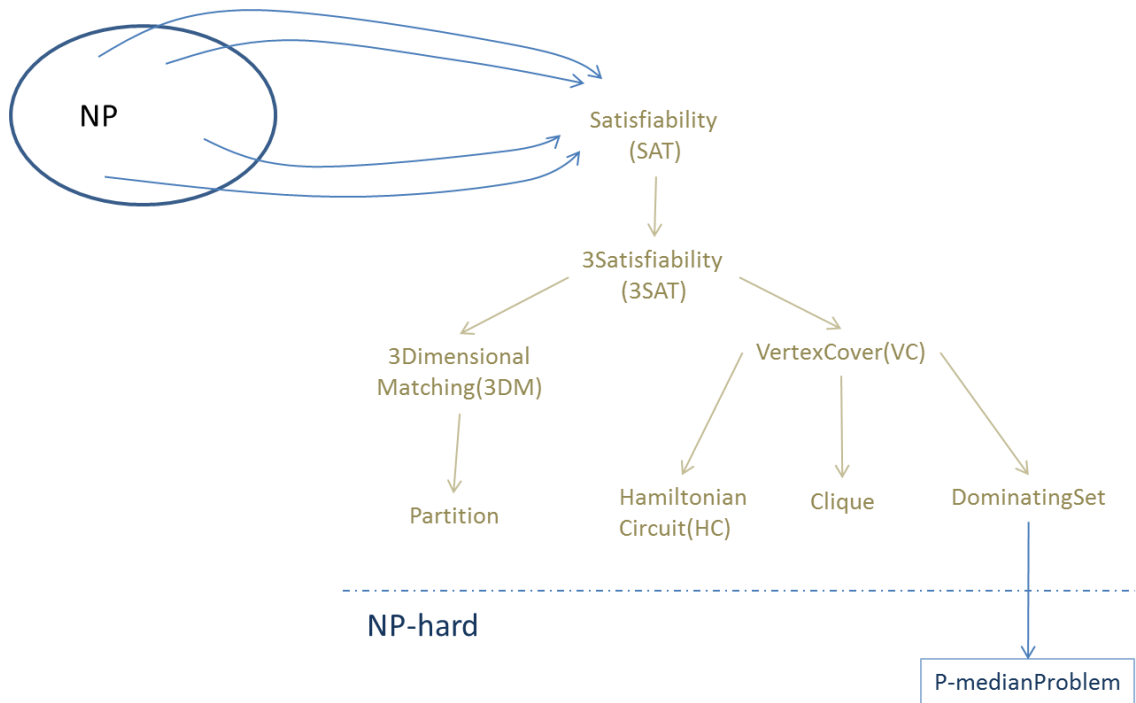 NP
Satisfiability
(SAT)
3Satisfiability
(3SAT)
3Dimensional
Matching(3DM)
VertexCover(VC)
Partition
Hamiltonian
Circuit(HC)
Clique
DominatingSet
NP-hard
P-medianProblem